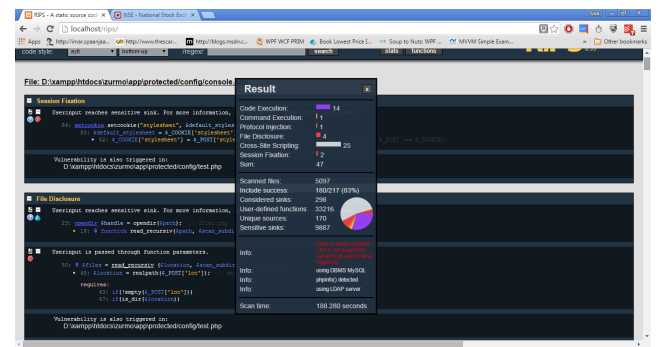 RIPS - A static source cod
NSE - National Stock Exch
localhost/rips/
Apps
http://imar.spaanjaa...
http://www.thescar...
http://blogs.msdn.c...
WPF WCF PRISM
Book Lowest Price 1...
Soup to Nuts: WPF ...
MVVM Simple Exam...
Other bookmarks
code style:
ayti
bottom-up
/regex/:
search
stats
functions
File: D:\xampp\htdocs\zurmo\app\protected/config/console.
Session Fixation
Userinput reaches sensitive sink. For more information,
54: setcookie setcookie("stylesheet", $default_styles
53: $default_stylesheet = $_COOKIE['stylesheet']
52: $_COOKIE['stylesheet'] = $_POST['style
Vulnerability is also triggered in:
D:\xampp\htdocs\zurmo\app\protected/config/test.php
File Disclosure
Userinput reaches sensitive sink. For more information,
23: opendir $handle = opendir($path);
19: function read_recursiv($path, $scan_subdi
Userinput is passed through function parameters.
50: $files = read_recursiv ($location, $scan_subdir
48: $location = realpath($_POST["loc"]);
requires:
43: if(!empty($_POST["loc"]))
47: if(is_dir($location))
Vulnerability is also triggered in:
D:\xampp\htdocs\zurmo\app\protected/config/test.php
Result
x
Code Execution: 14
Command Execution: 1
Protocol Injection: 1
File Disclosure: 4
Cross-Site Scripting: 25
Session Fixation: 2
Sum: 47
Scanned files: 5097
Include success: 180/217 (83%)
Considered sinks: 298
User-defined functions: 33216
Unique sources: 170
Sensitive sinks: 9887
Info:
Info: using DBMS MySQL
Info: phpinfo() detected
Info: using LDAP server
Scan time: 188.280 seconds